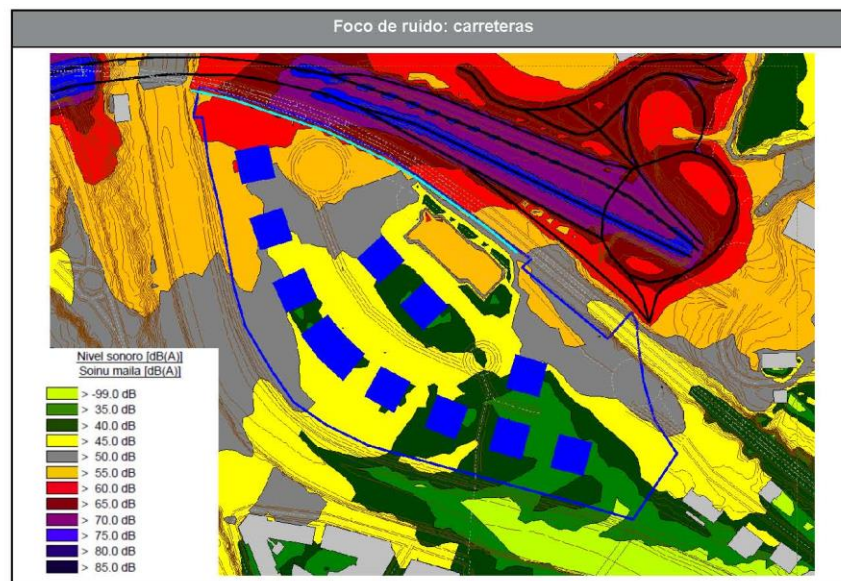 Foco de ruido: carreteras
Nivel sonoro [dB(A)]
Soinu maila [dB(A)]
> -99.0 dB
> 35.0 dB
> 40.0 dB
> 45.0 dB
> 50.0 dB
> 55.0 dB
> 60.0 dB
> 65.0 dB
> 70.0 dB
> 75.0 dB
> 80.0 dB
> 85.0 dB